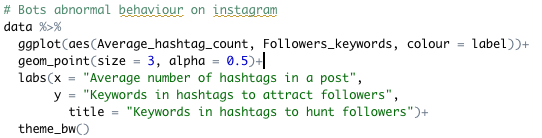 # Bots abnormal behaviour on instagram
data %>%
  ggplot(aes(Average_hashtag_count, Followers_keywords, colour = label))+
  geom_point(size = 3, alpha = 0.5)+
  labs(x = "Average number of hashtags in a post",
       y = "Keywords in hashtags to attract followers",
         title = "Keywords in hashtags to hunt followers")+
  theme_bw()